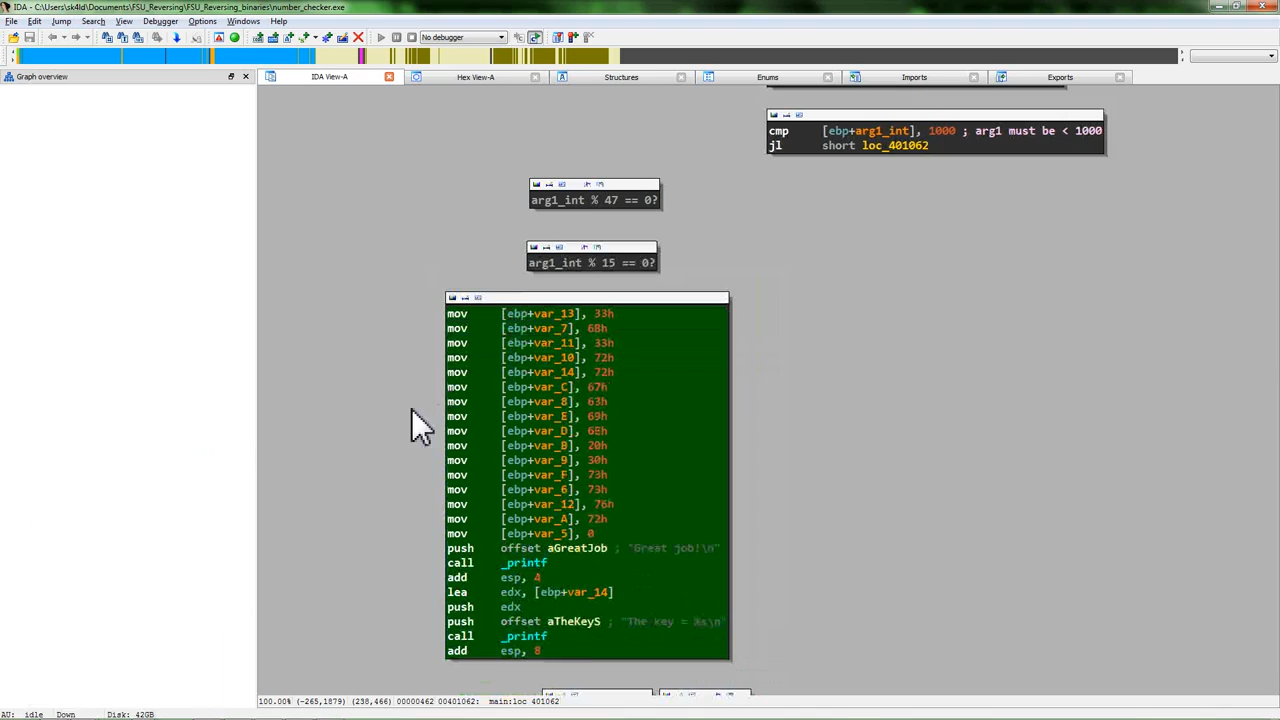 IDA - C:\Users\sk4ld\Documents\FSU_Reversing\FSU_Reversing_binaries\number_checker.exe
File Edit Jump Search View Debugger Options Windows Help
No debugger
Graph overview
IDA View-A
Hex View-A
Structures
Enums
Imports
Exports
cmp [ebp+arg1_int], 1000 ; arg1 must be < 1000
jl short loc_401062
arg1_int % 47 == 0?
arg1_int % 15 == 0?
mov [ebp+var_13], 33h
mov [ebp+var_7], 6Bh
mov [ebp+var_11], 33h
mov [ebp+var_10], 72h
mov [ebp+var_14], 72h
mov [ebp+var_C], 67h
mov [ebp+var_8], 63h
mov [ebp+var_E], 69h
mov [ebp+var_D], 6Eh
mov [ebp+var_B], 20h
mov [ebp+var_9], 30h
mov [ebp+var_F], 73h
mov [ebp+var_6], 73h
mov [ebp+var_12], 76h
mov [ebp+var_A], 72h
mov [ebp+var_5], 0
push offset aGreatJob ; "Great job!\n"
call _printf
add esp, 4
lea edx, [ebp+var_14]
push edx
push offset aTheKeyS ; "The key = %s\n"
call _printf
add esp, 8
100.00% (-265,1879) (238,466) 00000462 00401062: main:loc_401062
AU: idle Down Disk: 42GB